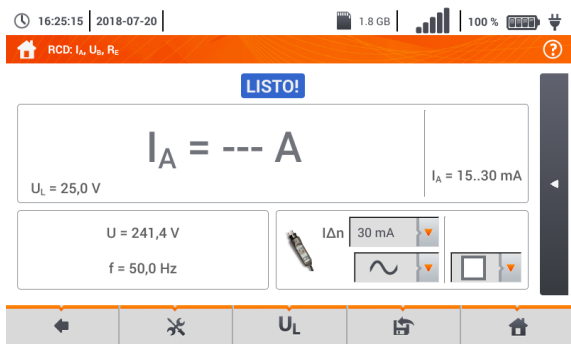 16:25:15 2018-07-20 1.8 GB 100 %
RCD: IA, UB, RE
?
LISTO!
IA = --- A
IA = 15..30 mA
UL = 25,0 V
U = 241,4 V
f = 50,0 Hz
IΔn 30 mA
UL